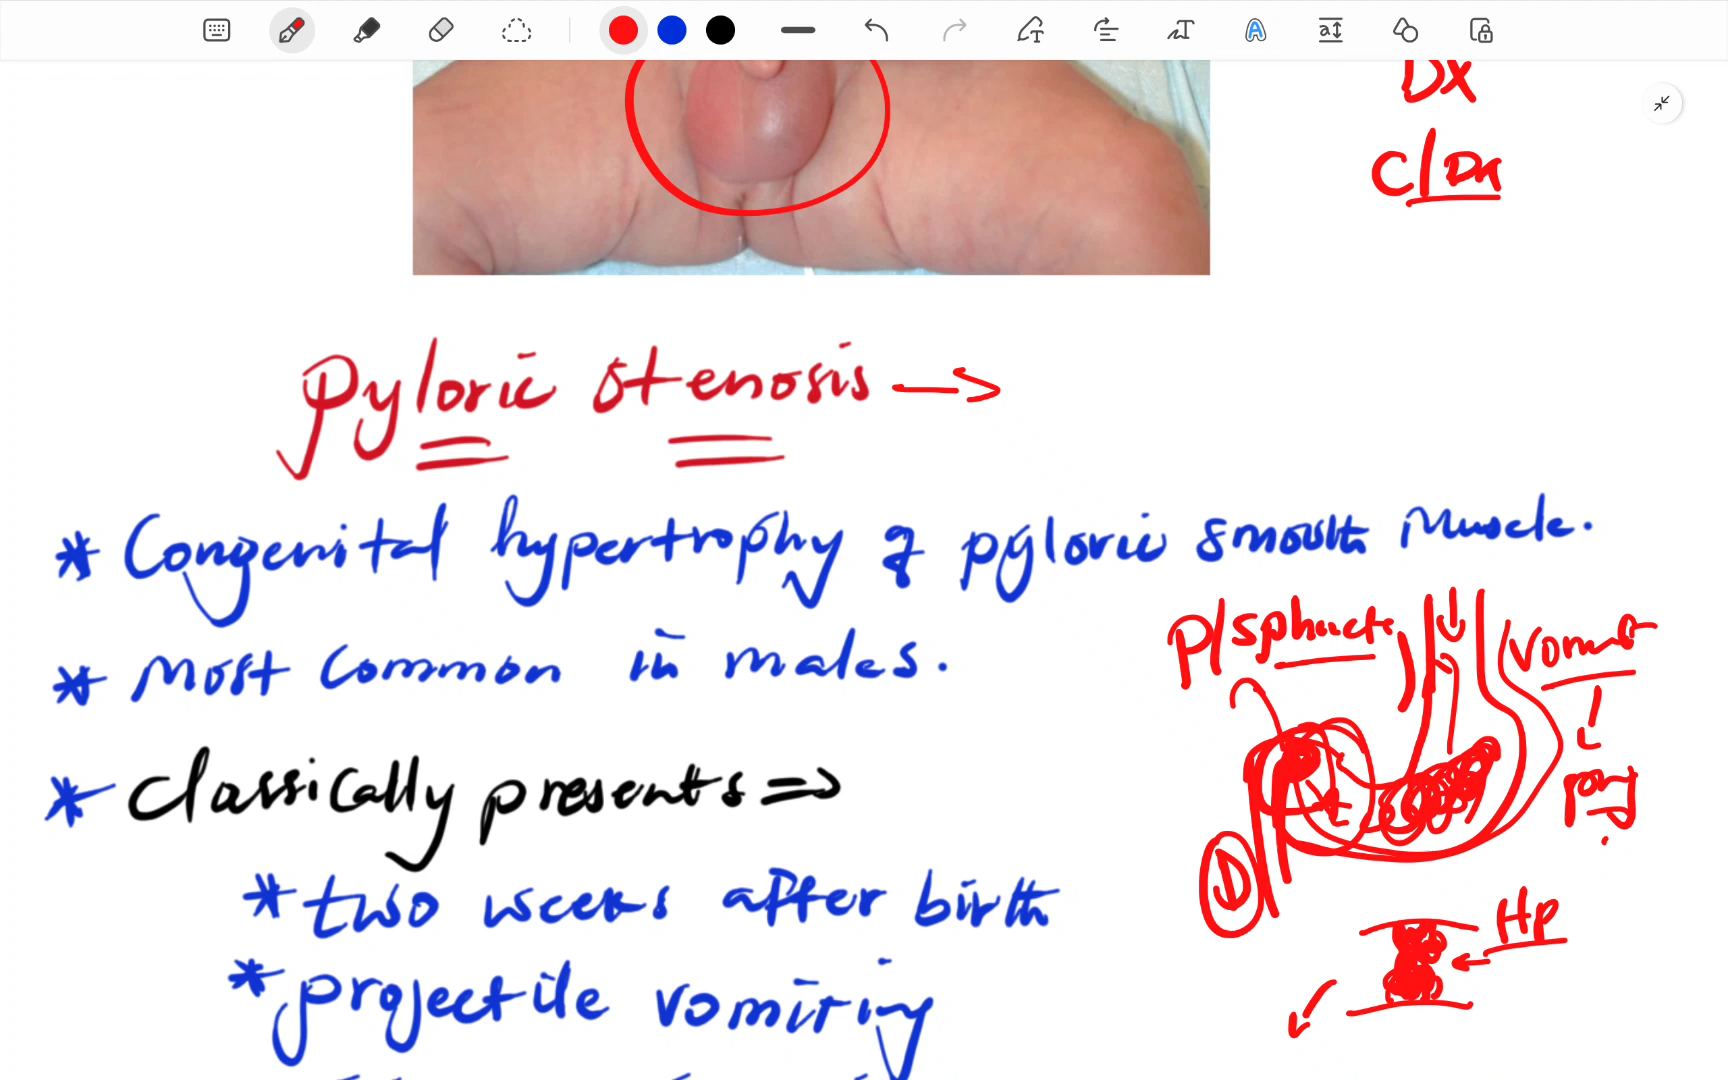 DX
C/Dx
Pyloric stenosis →
* Congenital hypertrophy of pyloric smooth Muscle.
* Most Common in males.
P/sphincter
Vomit
* Classically presents ⇒
D
* two weeks after birth
HP
* projectile vomiting